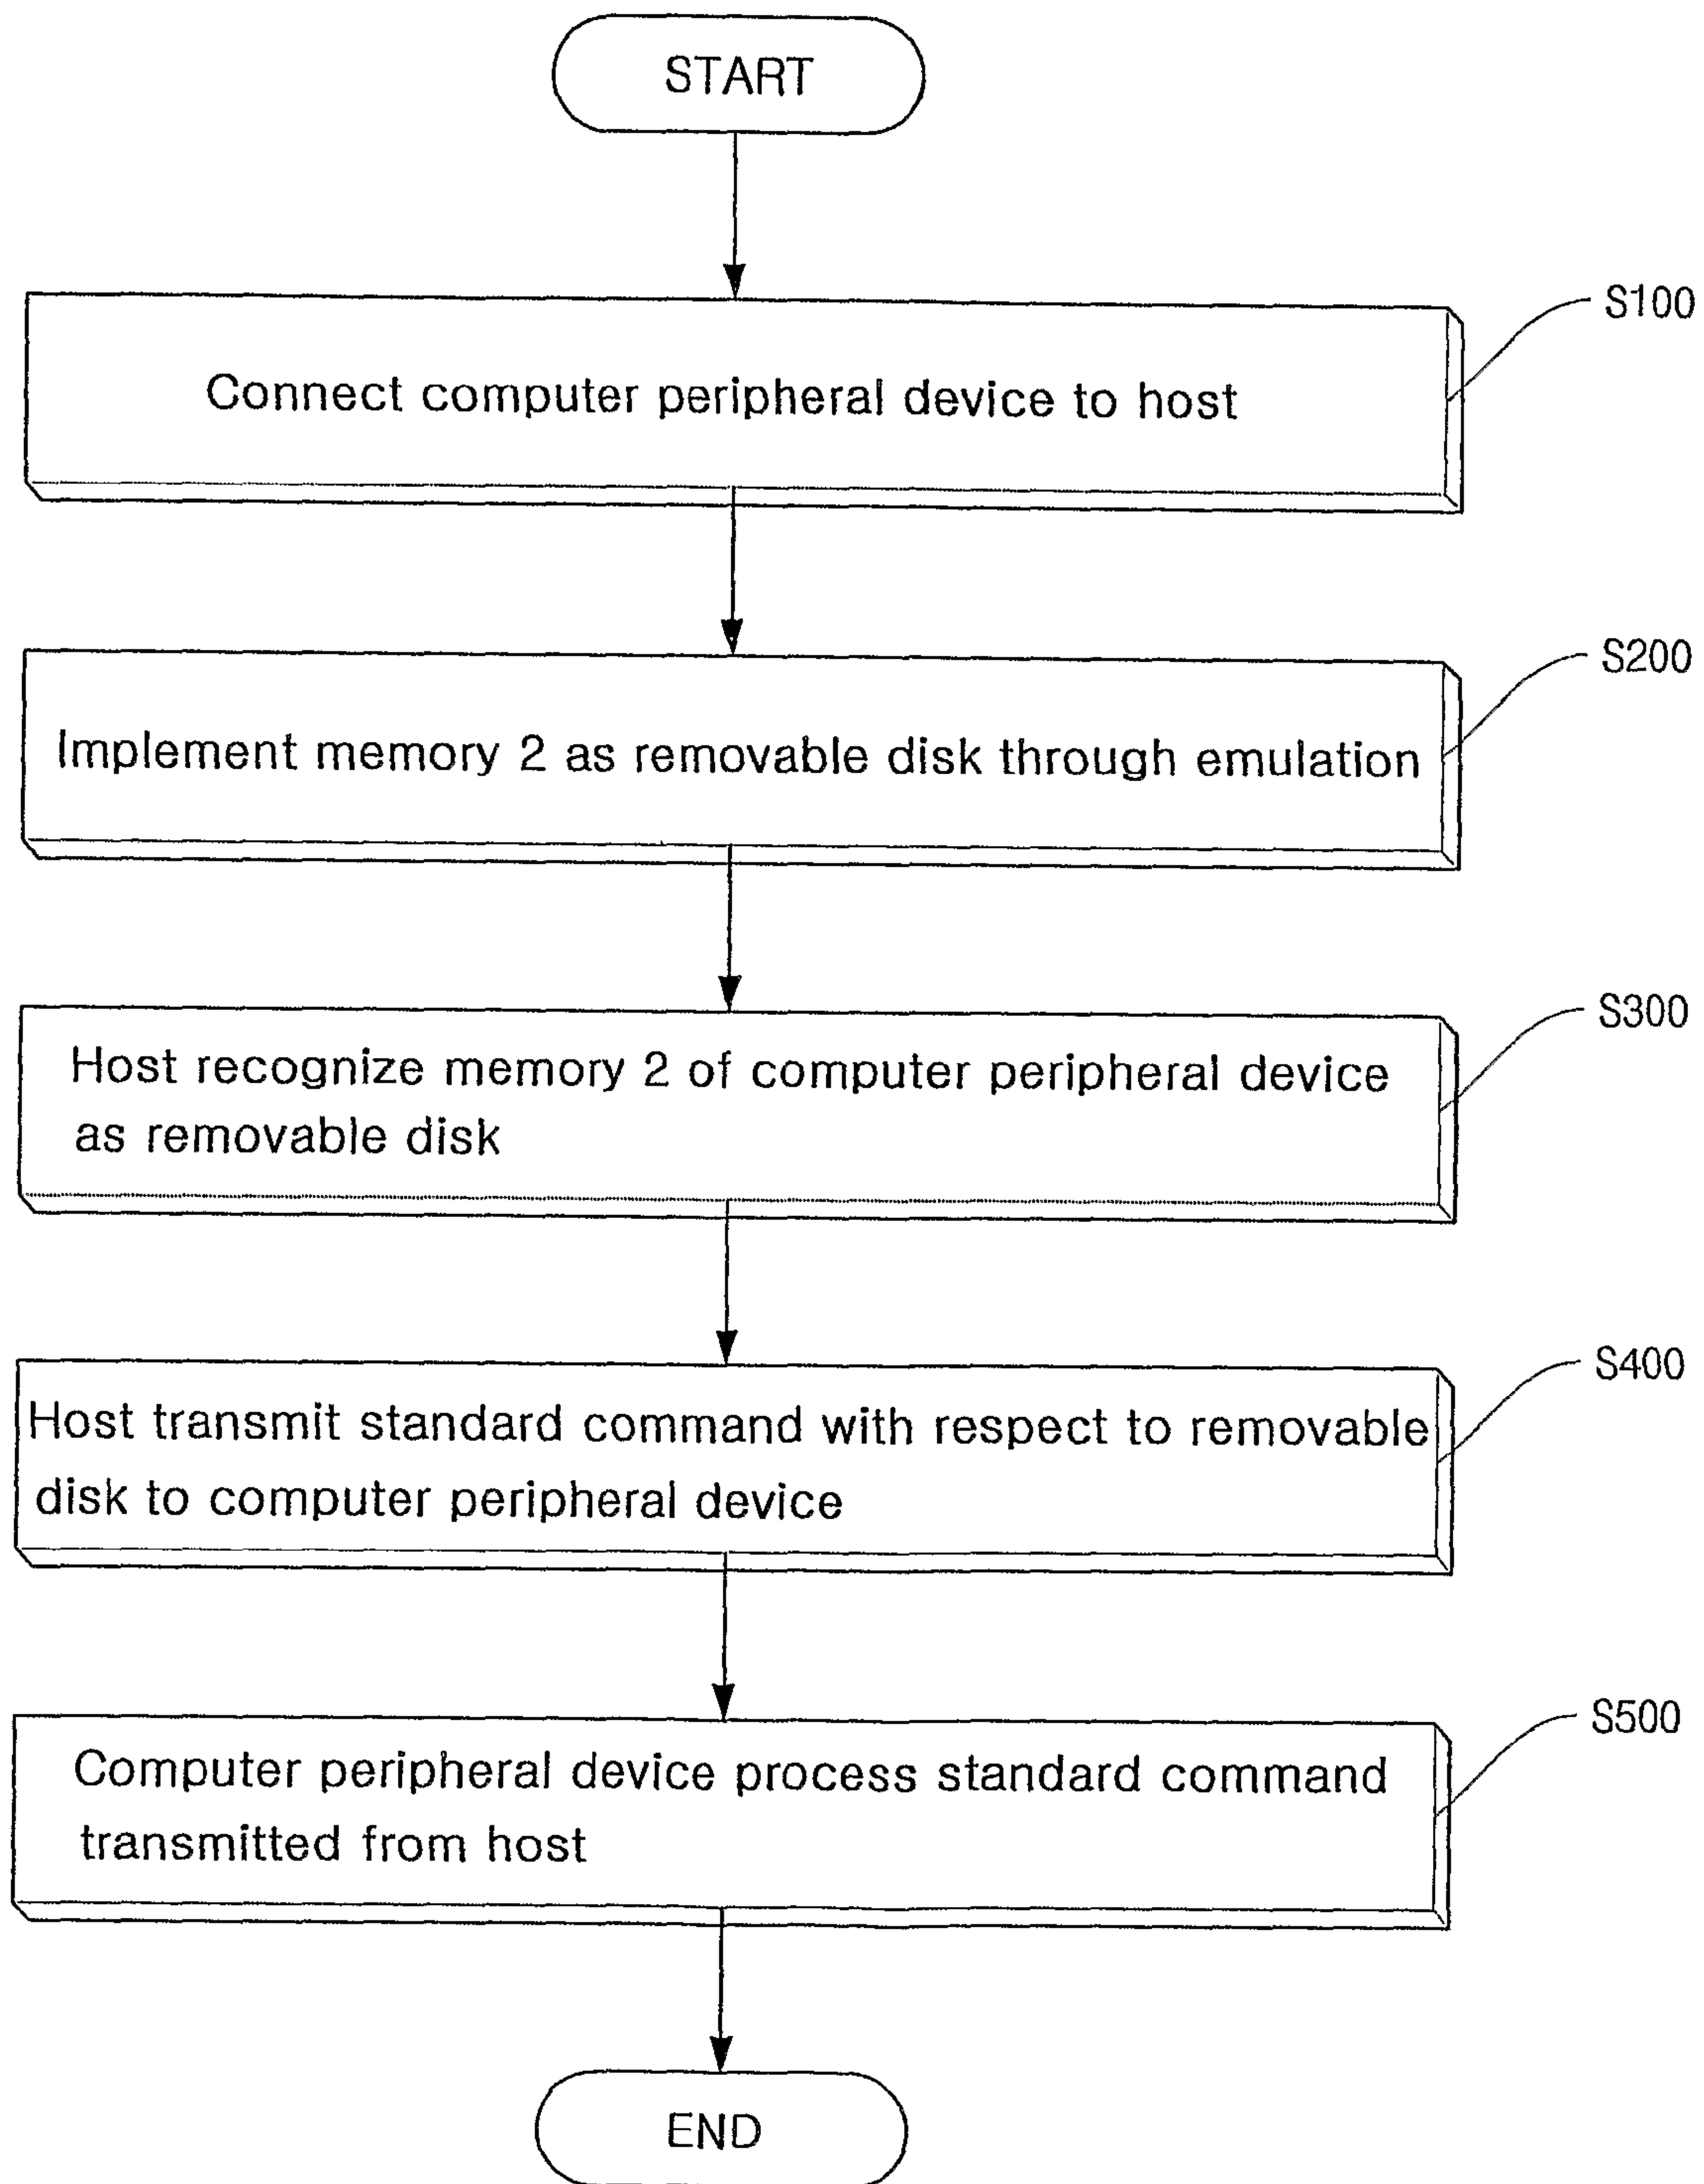 START
S100
Connect computer peripheral device to host
S200
Implement memory 2 as removable disk through emulation
S300
Host recognize memory 2 of computer peripheral device
as removable disk
S400
Host transmit standard command with respect to removable
disk to computer peripheral device
S500
Computer peripheral device process standard command
transmitted from host
END